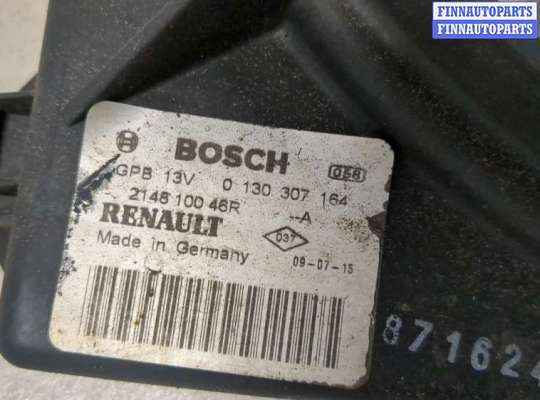 FINNAUTOPARTS
FINNAUTOPARTS
BOSCH
GPB 13V 0 130 307 164
2148 100 46R --A
RENAULT
037
Made in Germany
09-07-15
871624